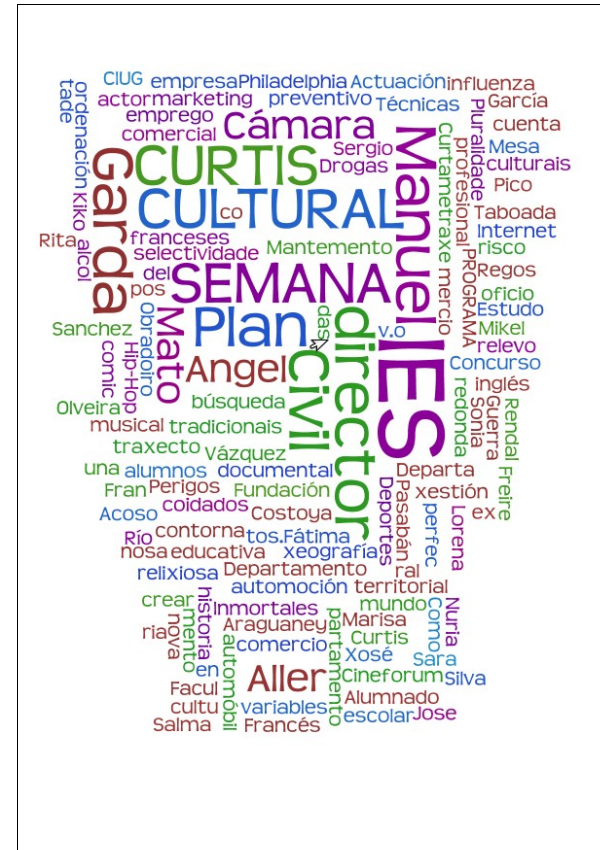 CIUG empresa Philadelphia Actuación influenza
ordenación
tade
actor marketing preventivo Técnicas
Pluralidade
García
emprego
Cámara
cuenta
comercial
CURTIS
Sergio
Drogas
Manuel
Curtametraxe
profesional
Mesa
culturais
Garda
CULTURAL
co
Pico
Kiko
Taboada
Internet
Rita
alcol
franceses
selectividade
Mantemento
PROGRAMA
risco
del
pos
SEMANA
mercio
Regos
oficio
Obradoiro
Mato
Plan
das
director
v.o
IES
Estudo
Mikel
relevo
Sanchez
comic
Hip-Hop
Angel
Civil
Concurso
inglés
redonda
Sonia
Guerra
Rendal
Freire
Olveira
búsqueda
musical tradicionais
traxecto Vázquez
una alumnos documental
Departa
Fran Perigos Fundación
Deportes
Pasabán
xestión
ex
perfec
Lorena
Acoso
coidados
Costoya
Río
contorna
tos.Fátima
nosa educativa xeografía
relixiosa
Departamento
ral
automoción territorial
crear
mento
historia
Inmortales
partamento
mundo
Como
Nuria
ria
nova
Araguaney
Marisa
automóbil
comercio
Curtis
Xosé
Sara
en
Aller
Cineforum
Silva
Facul
Alumnado
cultu
variables
escolar
Jose
Salma
Francés